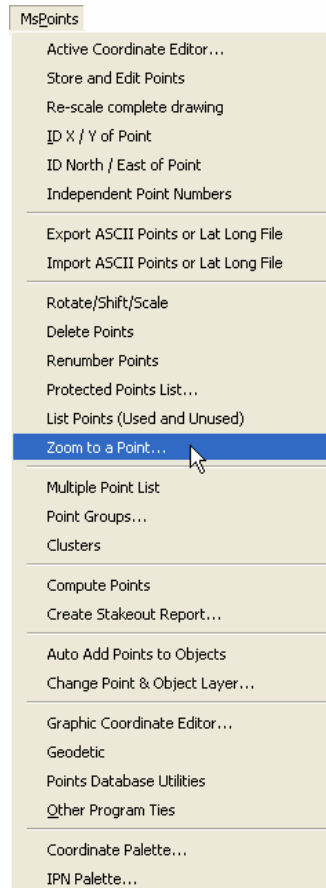 MsPoints
Active Coordinate Editor...
Store and Edit Points
Re-scale complete drawing
ID X / Y of Point
ID North / East of Point
Independent Point Numbers
Export ASCII Points or Lat Long File
Import ASCII Points or Lat Long File
Rotate/Shift/Scale
Delete Points
Renumber Points
Protected Points List...
List Points (Used and Unused)
Zoom to a Point...
Multiple Point List
Point Groups...
Clusters
Compute Points
Create Stakeout Report...
Auto Add Points to Objects
Change Point & Object Layer...
Graphic Coordinate Editor...
Geodetic
Points Database Utilities
Other Program Ties
Coordinate Palette...
IPN Palette...